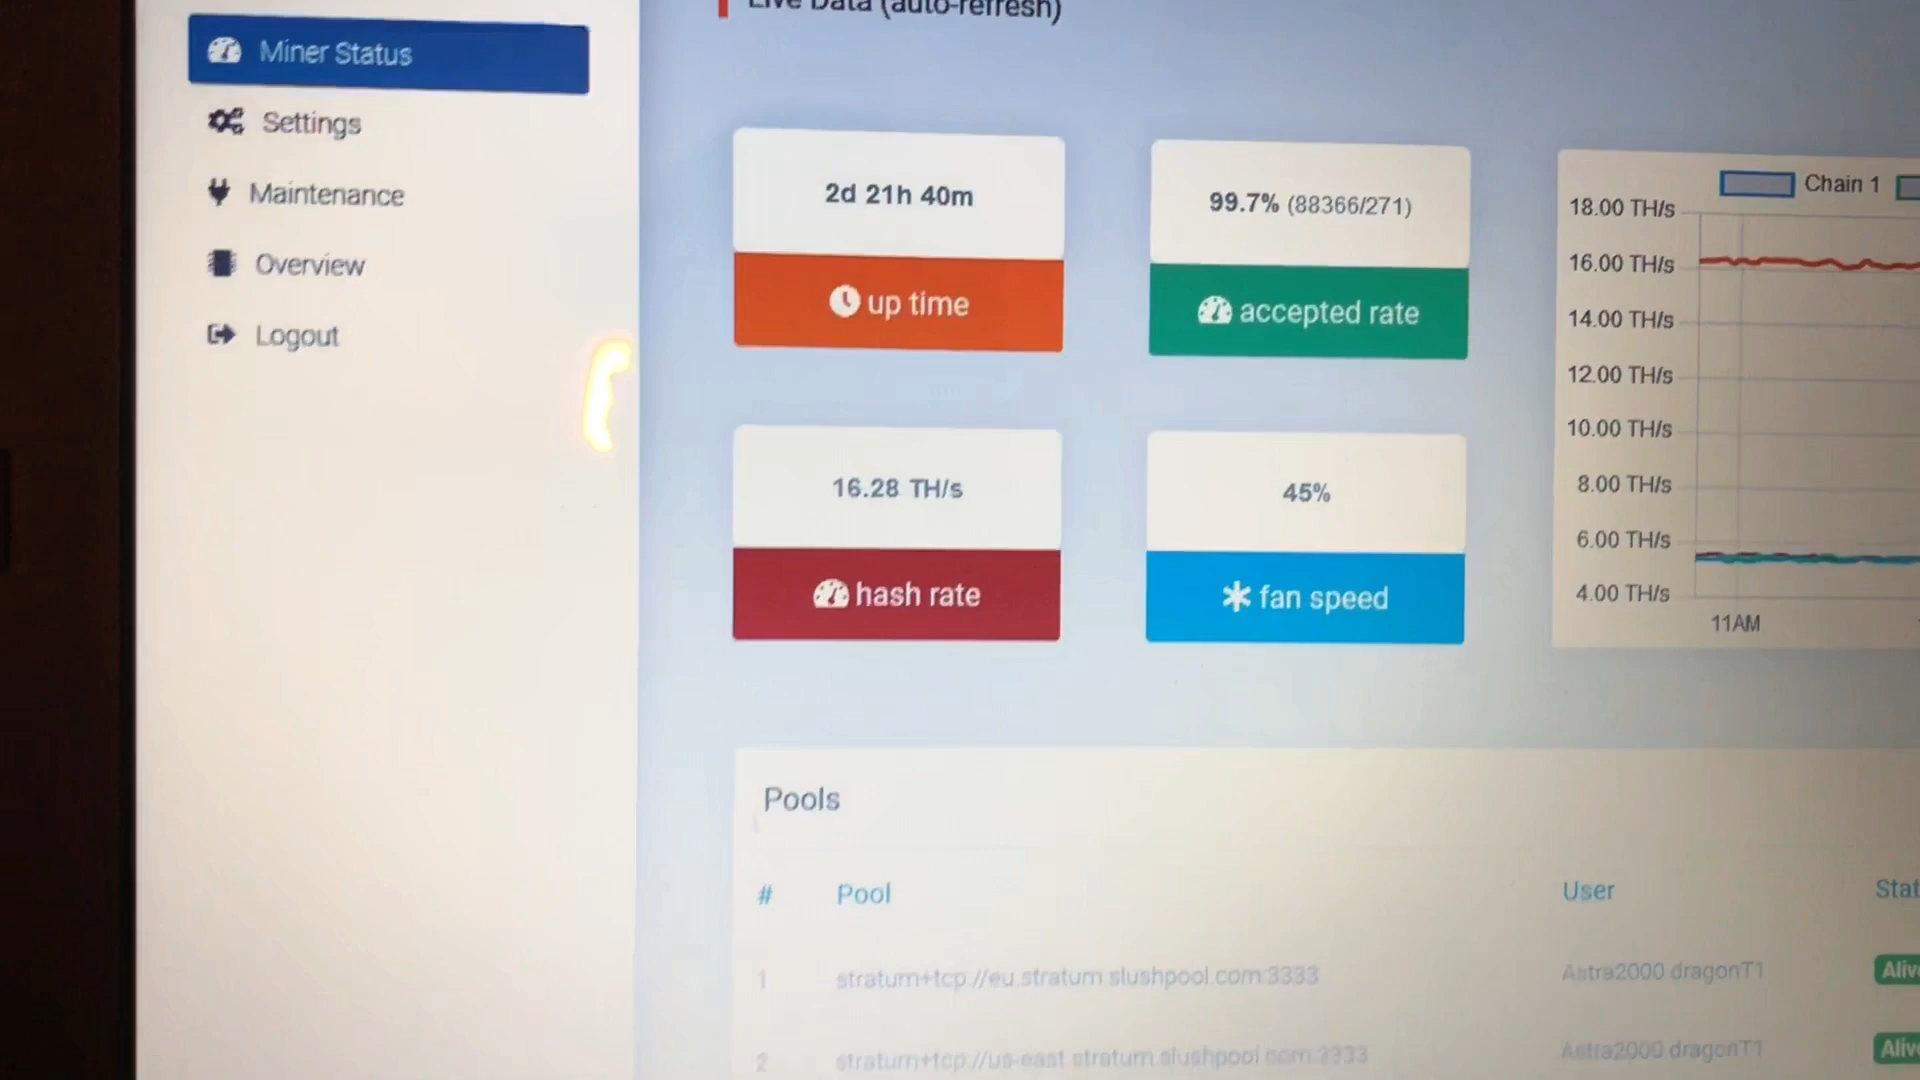 Live Data (auto-refresh)
Miner Status
Settings
Maintenance
Overview
Logout
2d 21h 40m
up time
99.7% (88366/271)
accepted rate
16.28 TH/s
hash rate
45%
fan speed
Chain 1
18.00 TH/s
16.00 TH/s
14.00 TH/s
12.00 TH/s
10.00 TH/s
8.00 TH/s
6.00 TH/s
4.00 TH/s
11AM
Pools
# Pool User Stat
1 stratum+tcp://eu.stratum.slushpool.com:3333 Astra2000.dragonT1 Alive
2 stratum+tcp://us-east.stratum.slushpool.com:3333 Astra2000.dragonT1 Alive